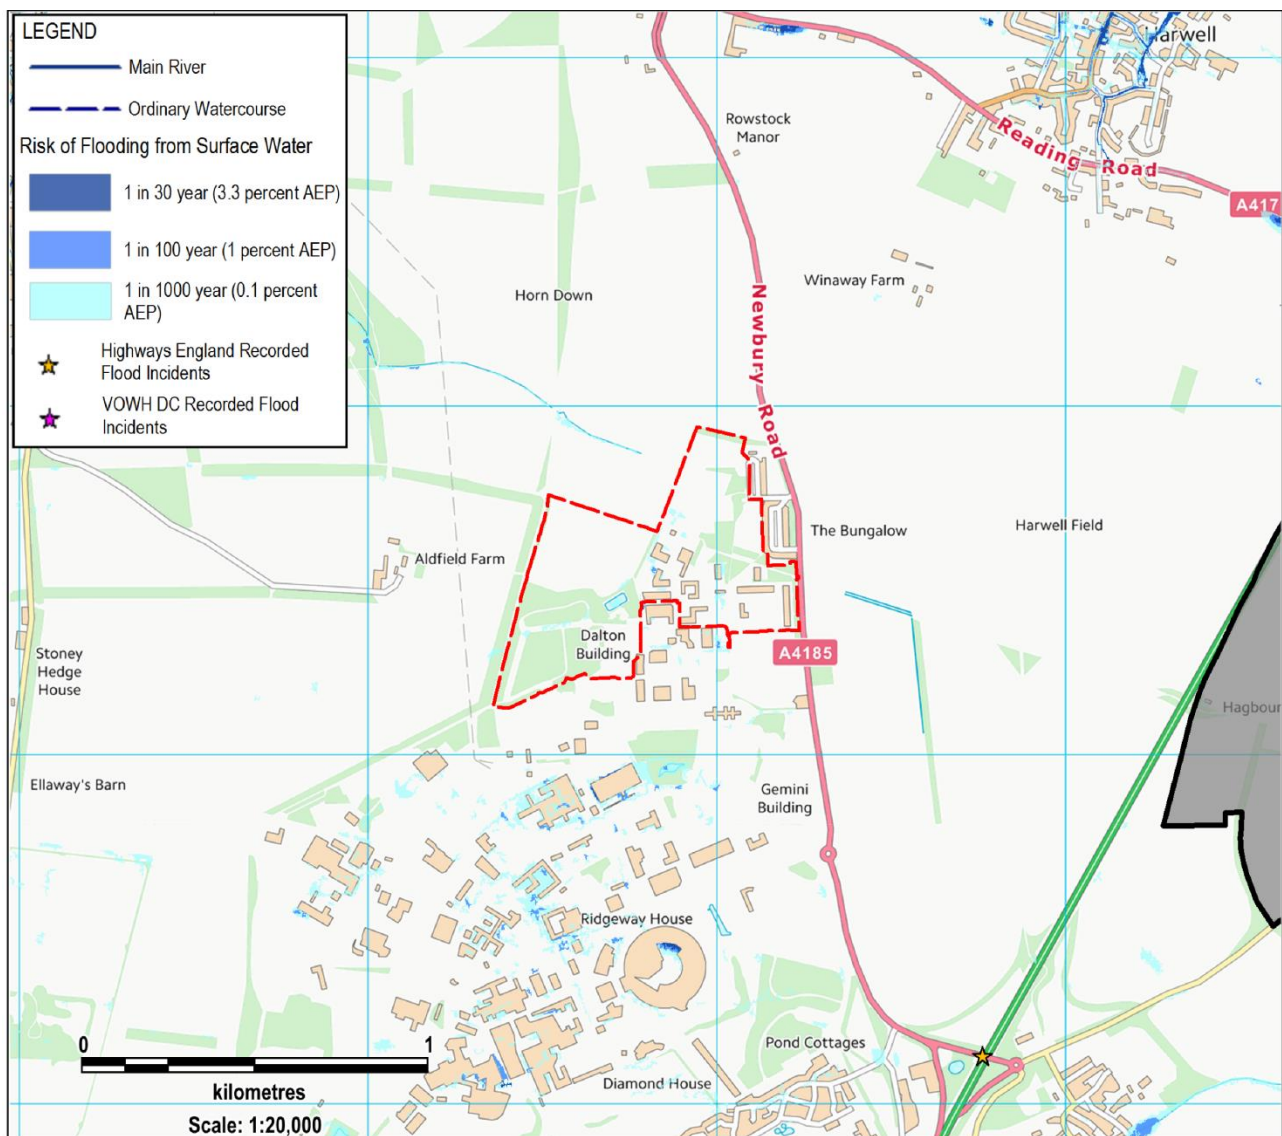 LEGEND
Main River
Ordinary Watercourse
Risk of Flooding from Surface Water
1 in 30 year (3.3 percent AEP)
1 in 100 year (1 percent AEP)
1 in 1000 year (0.1 percent
AEP)
Highways England Recorded
Flood Incidents
VOWH DC Recorded Flood
Incidents
Harwell
Rowstock
Manor
Reading Road
A417
Winaway Farm
Horn Down
Newbury Road
The Bungalow
Harwell Field
Aldfield Farm
Dalton
Building
A4185
Stoney
Hedge
House
Hagbour
Ellaway's Barn
Gemini
Building
Ridgeway House
Pond Cottages
Diamond House
0 1
kilometres
Scale: 1:20,000